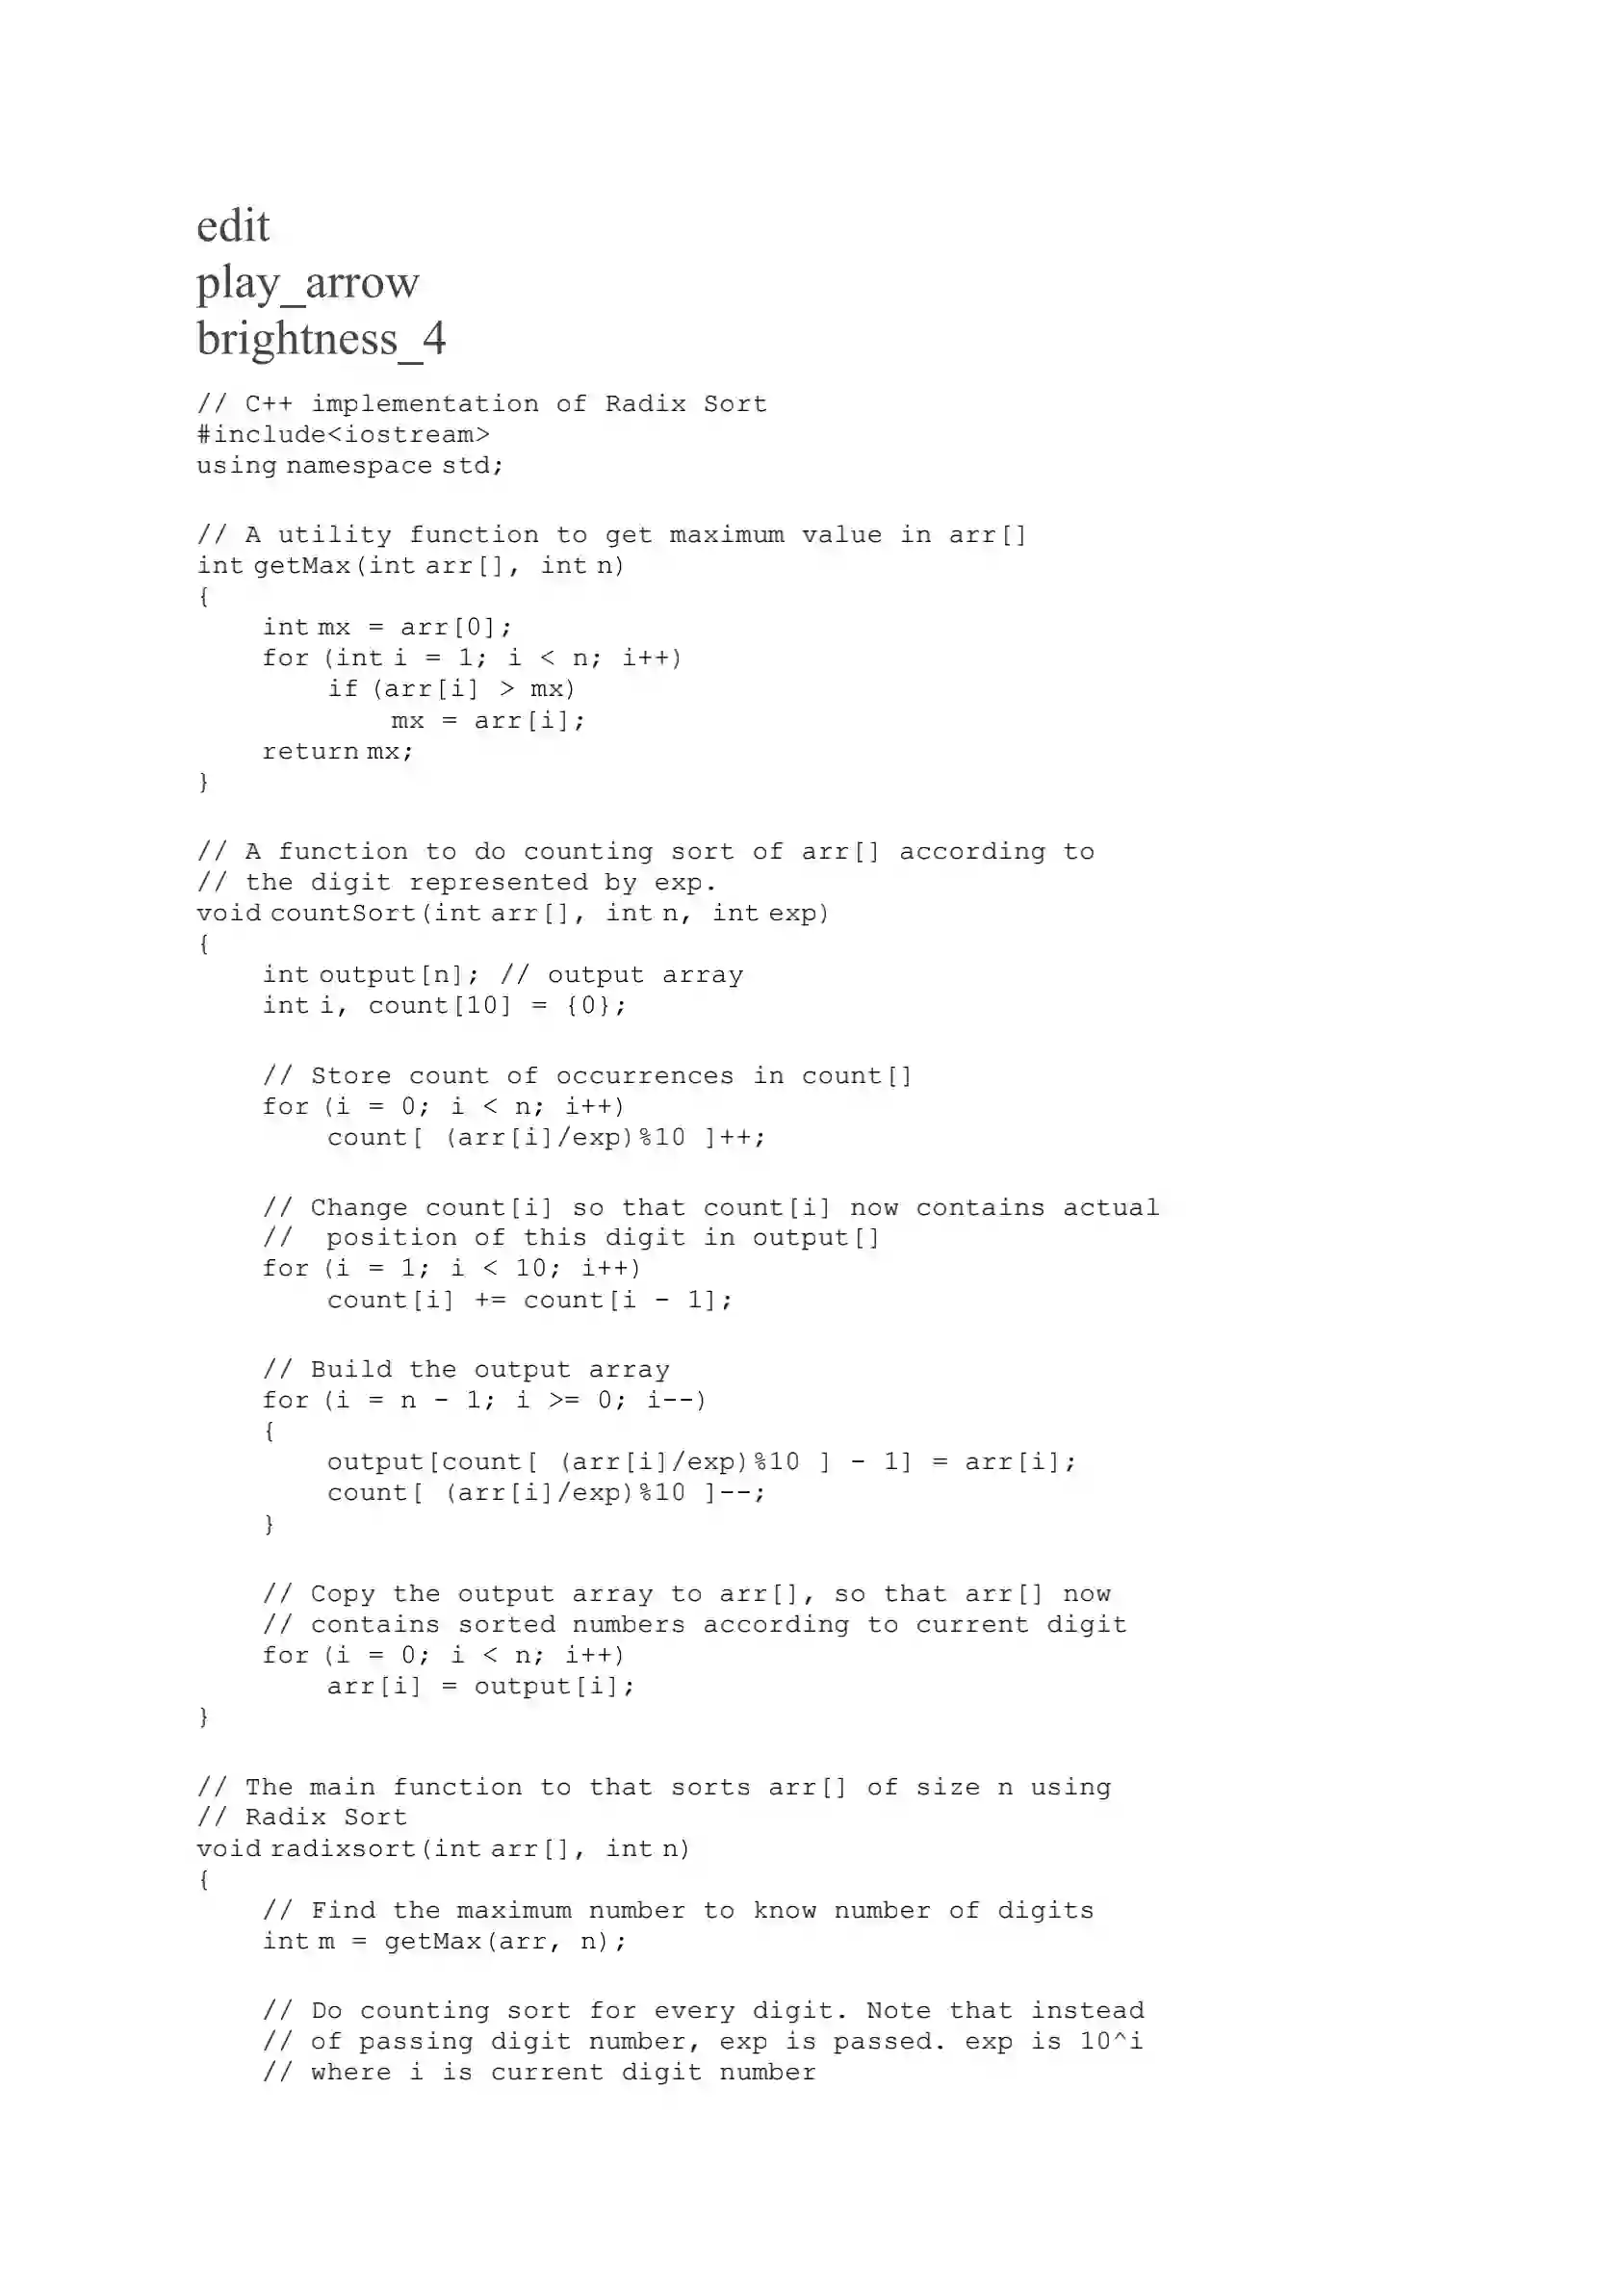 edit
play_arrow
brightness_4
// C++ implementation of Radix Sort
#include<iostream>
using namespace std;
// A utility function to get maximum value in arr[]
int getMax(int arr[], int n)
{
    int mx = arr[0];
    for (int i = 1; i < n; i++)
        if (arr[i] > mx)
            mx = arr[i];
    return mx;
}
// A function to do counting sort of arr[] according to
// the digit represented by exp.
void countSort(int arr[], int n, int exp)
{
    int output[n]; // output array
    int i, count[10] = {0};
    // Store count of occurrences in count[]
    for (i = 0; i < n; i++)
        count[ (arr[i]/exp)%10 ]++;
    // Change count[i] so that count[i] now contains actual
    //  position of this digit in output[]
    for (i = 1; i < 10; i++)
        count[i] += count[i - 1];
    // Build the output array
    for (i = n - 1; i >= 0; i--)
    {
        output[count[ (arr[i]/exp)%10 ] - 1] = arr[i];
        count[ (arr[i]/exp)%10 ]--;
    }
    // Copy the output array to arr[], so that arr[] now
    // contains sorted numbers according to current digit
    for (i = 0; i < n; i++)
        arr[i] = output[i];
}
// The main function to that sorts arr[] of size n using
// Radix Sort
void radixsort(int arr[], int n)
{
    // Find the maximum number to know number of digits
    int m = getMax(arr, n);
    // Do counting sort for every digit. Note that instead
    // of passing digit number, exp is passed. exp is 10^i
    // where i is current digit number